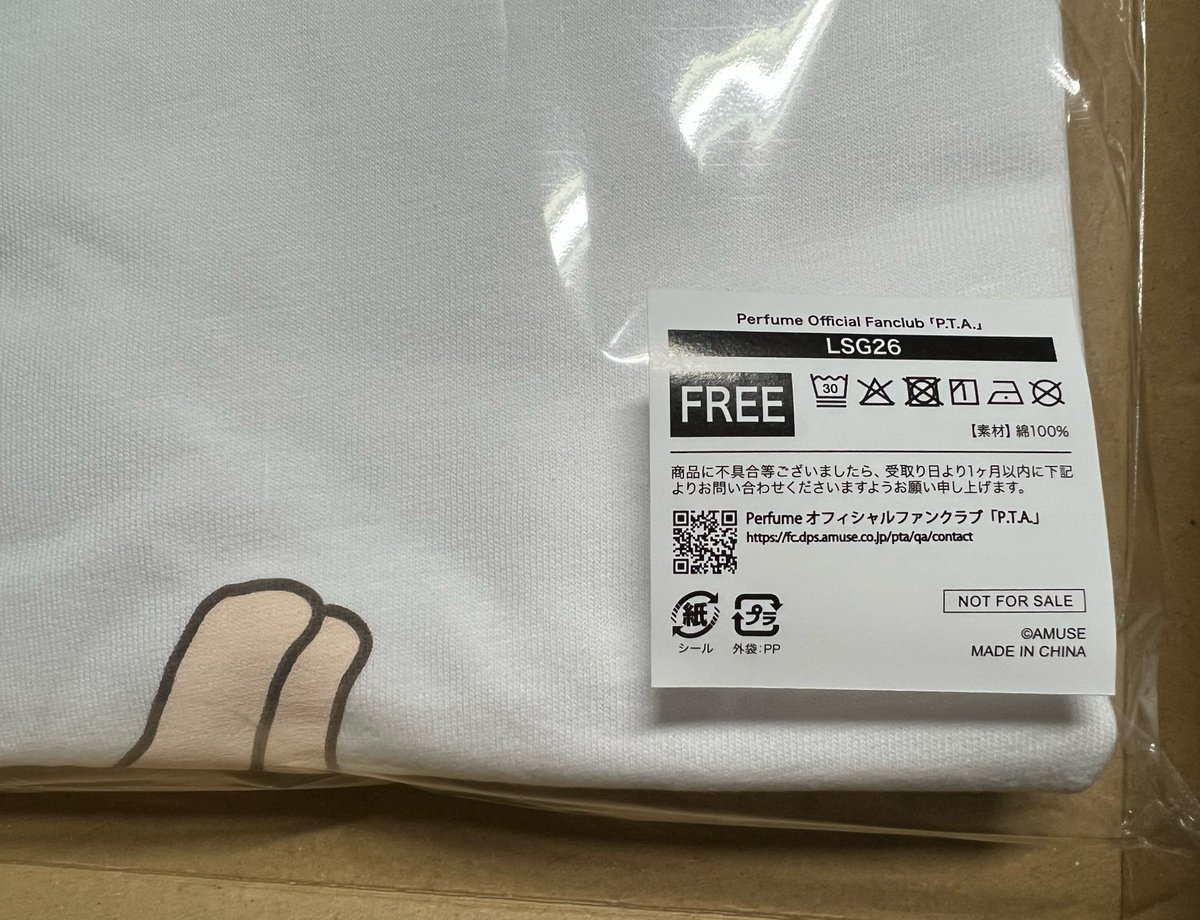 Perfume Official Fanclub「P.T.A.」
LSG26
FREE
30
【素材】綿100%
商品に不具合等ございましたら、受取り日より1ヶ月以内に下記
よりお問い合わせくださいますようお願い申し上げます。
Perfume オフィシャルファンクラブ「P.T.A.」
https://fc.dps.amuse.co.jp/pta/qa/contact
紙
シール
プラ
外袋:PP
NOT FOR SALE
©AMUSE
MADE IN CHINA